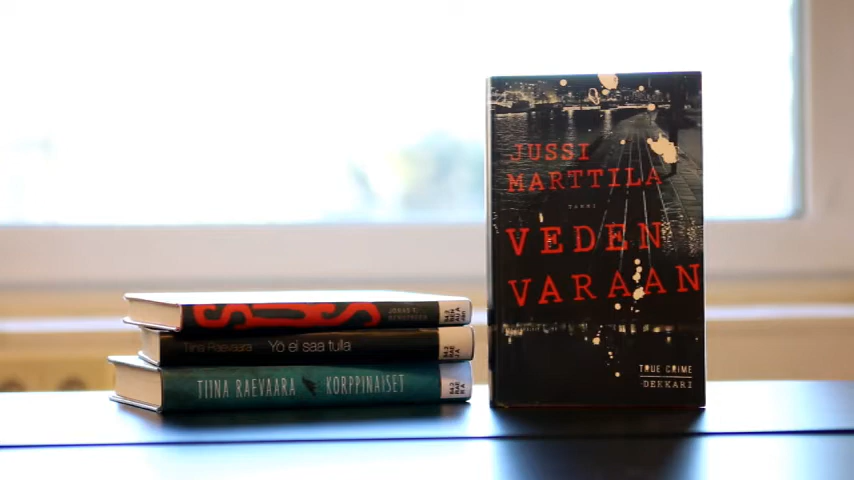 JUSSI
MARTTILA
TAMMI
VEDEN
VARAAN
TRUE CRIME
DEKKARI
Tiina Raevaara Yö ei saa tulla
TIINA RAEVAARA KORPPINAISET